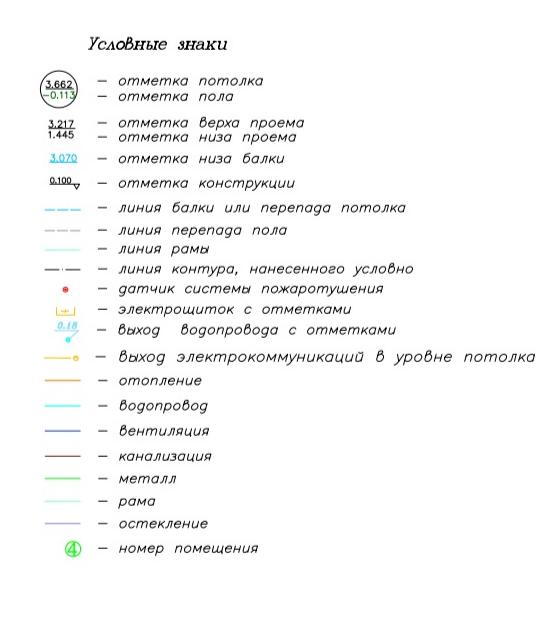 Условные знаки
3.662 – отметка потолка
-0.113 – отметка пола
3.217 – отметка верха проема
1.445 – отметка низа проема
3.070 – отметка низа балки
0.100 – отметка конструкции
– линия балки или перепада потолка
– линия перепада пола
– линия рамы
– линия контура, нанесенного условно
– датчик системы пожаротушения
– электрощиток с отметками
0.18 – выход водопровода с отметками
– выход электрокоммуникаций в уровне потолка
– отопление
– водопровод
– вентиляция
– канализация
– металл
– рама
– остекление
4 – номер помещения